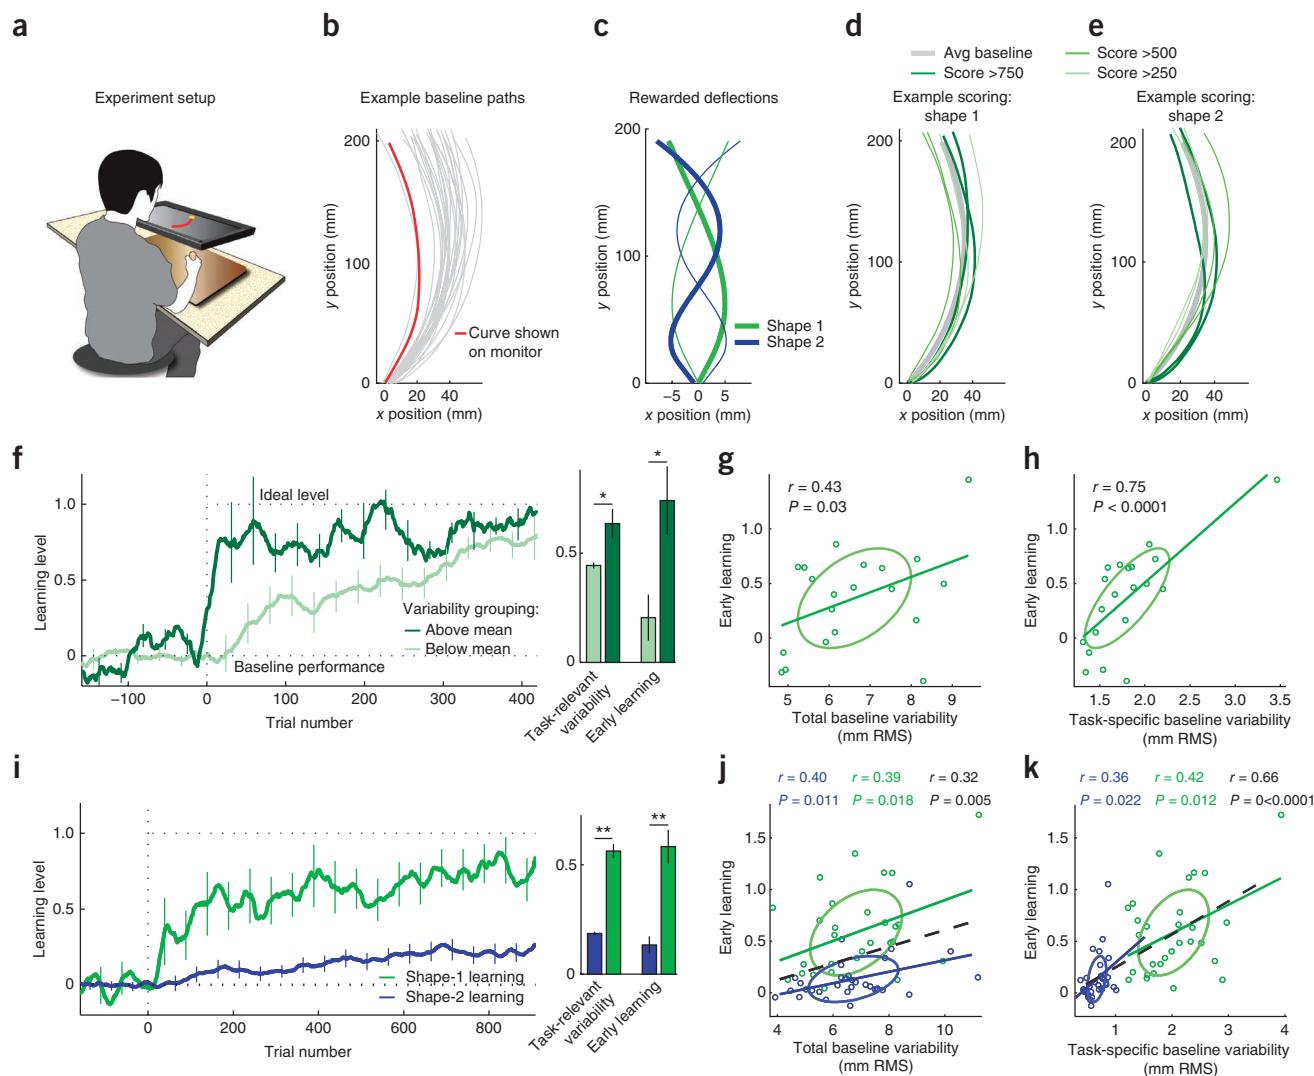 a
Experiment setup
b
Example baseline paths
200
100
0
y position (mm)
0 20 40
x position (mm)
Curve shown
on monitor
c
Rewarded deflections
200
100
0
y position (mm)
−5 0 5
x position (mm)
Shape 1
Shape 2
d
e
Avg baseline
Score >500
Score >750
Score >250
Example scoring:
shape 1
200
100
0
y position (mm)
0 20 40
x position (mm)
Example scoring:
shape 2
200
100
0
y position (mm)
0 20 40
x position (mm)
f
1.0
0.5
0
Learning level
Ideal level
Variability grouping:
Above mean
Below mean
Baseline performance
−100 0 100 200 300 400
Trial number
*
*
0.5
0
Task-relevant
variability
Early learning
g
r = 0.43
P = 0.03
1.0
0.5
0
Early learning
5 6 7 8 9
Total baseline variability
(mm RMS)
h
r = 0.75
P < 0.0001
1.0
0.5
0
Early learning
1.5 2.0 2.5 3.0 3.5
Task-specific baseline variability
(mm RMS)
i
1.0
0.5
0
Learning level
Shape-1 learning
Shape-2 learning
0 200 400 600 800
Trial number
**
**
0.5
0
Task-relevant
variability
Early learning
j
r = 0.40 r = 0.39 r = 0.32
P = 0.011 P = 0.018 P = 0.005
1.5
1.0
0.5
0
Early learning
4 6 8 10
Total baseline variability
(mm RMS)
k
r = 0.36 r = 0.42 r = 0.66
P = 0.022 P = 0.012 P = 0<0.0001
1.5
1.0
0.5
0
Early learning
1 2 3 4
Task-specific baseline variability
(mm RMS)